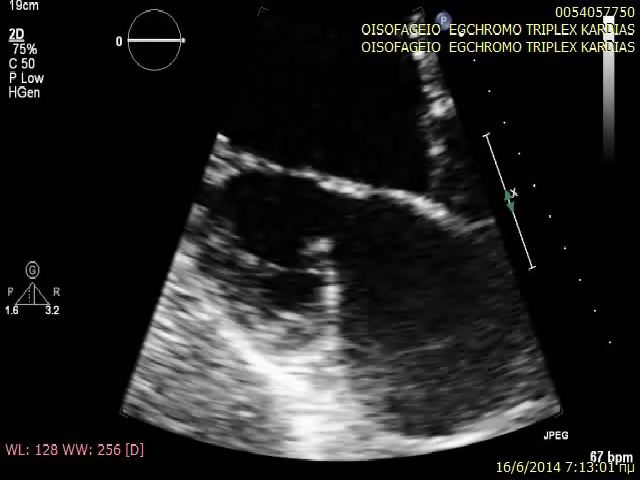 19cm
0054057750
OISOFAGEIO EGCHROMO TRIPLEX KARDIAS
OISOFAGEIO EGCHROMO TRIPLEX KARDIAS
P
2D
75%
C 50
P Low
HGen
0
X
G
P R
1.6 3.2
JPEG
WL: 128 WW: 256 [D]
67 bpm
16/6/2014 7:13:01 πμ